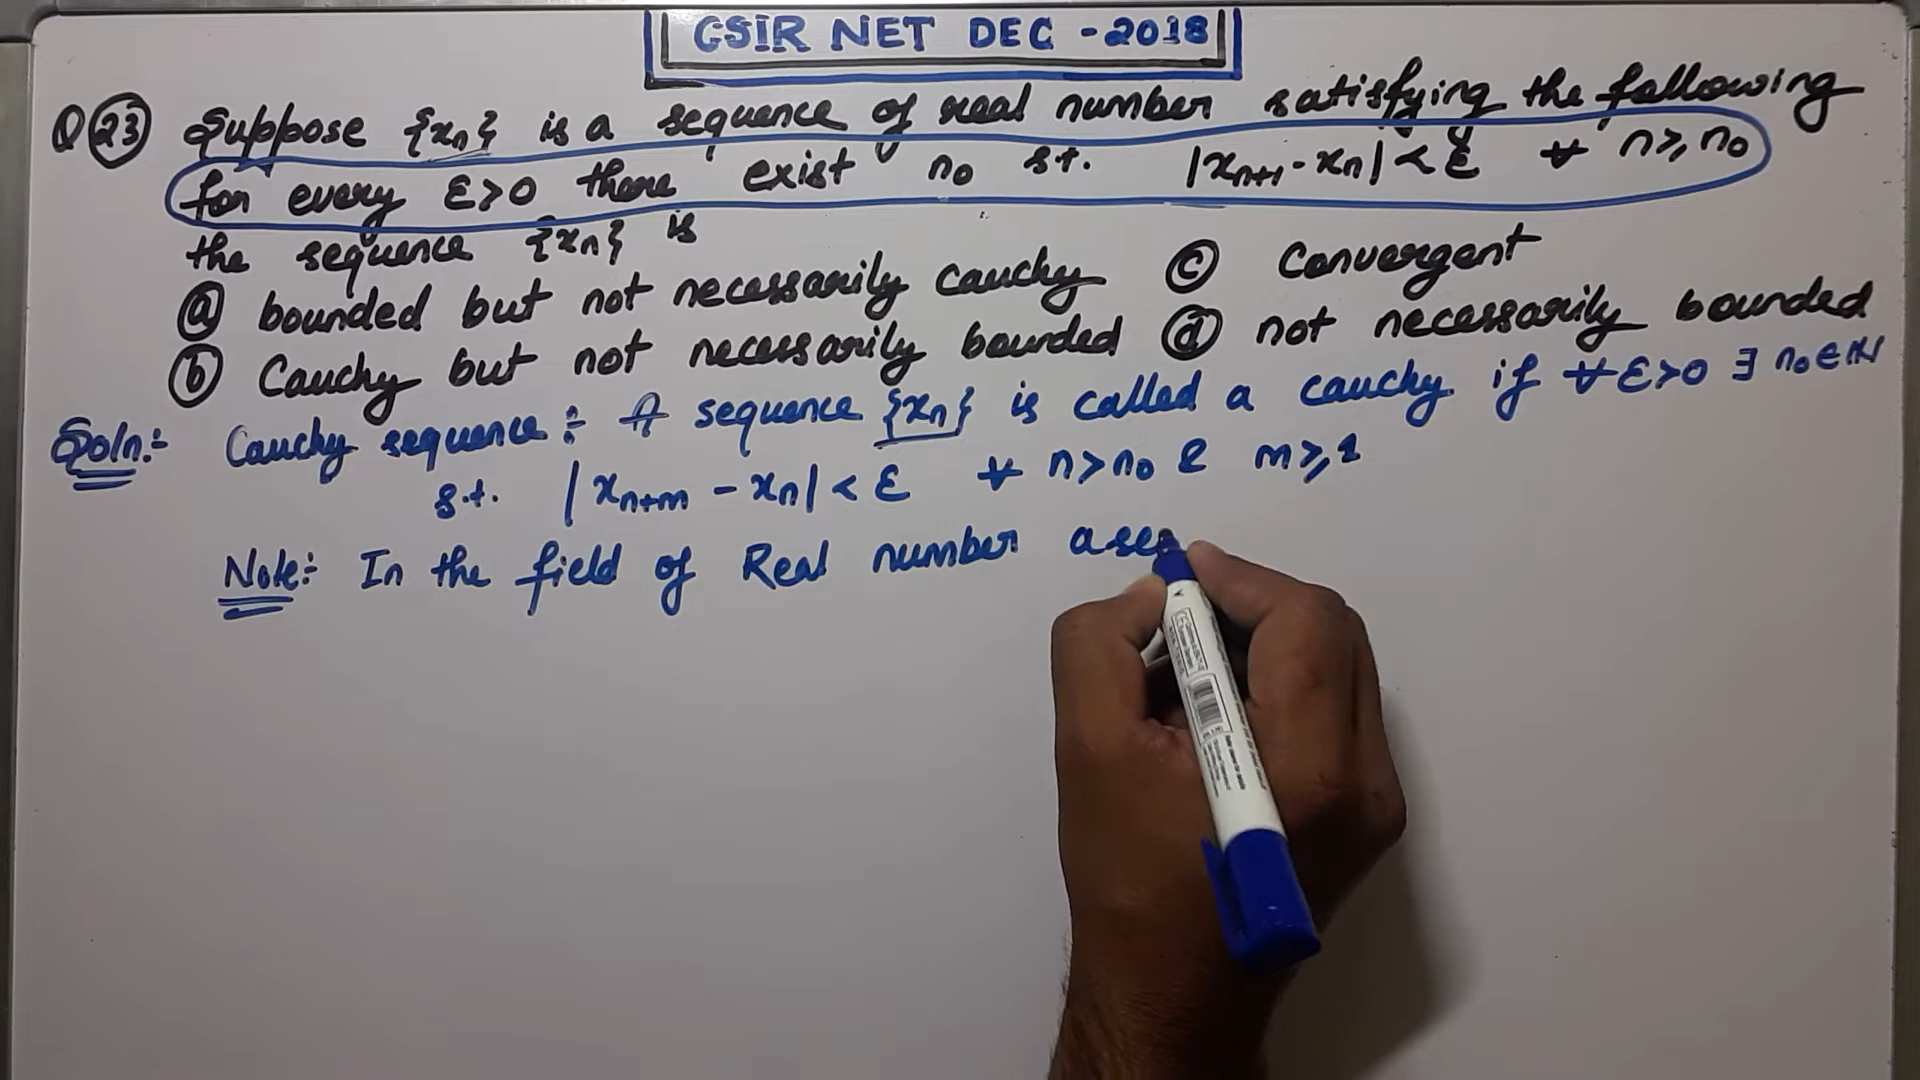 CSIR NET DEC - 2018
Q 23 Suppose {xn} is a sequence of real number satisfying the following
for every ε>0 there exist n0 s.t. |xn+1 - xn| < ε ∀ n ≥ n0
the sequence {xn} is
(a) bounded but not necessarily cauchy (c) Convergent
(b) Cauchy but not necessarily bounded (d) not necessarily bounded
Soln:- Cauchy sequence :- A sequence {xn} is called a cauchy if ∀ ε>0 ∃ n0 ∈ N
s.t. |xn+m - xn| < ε ∀ n > n0 & m ≥ 1
Note:- In the field of Real number a se